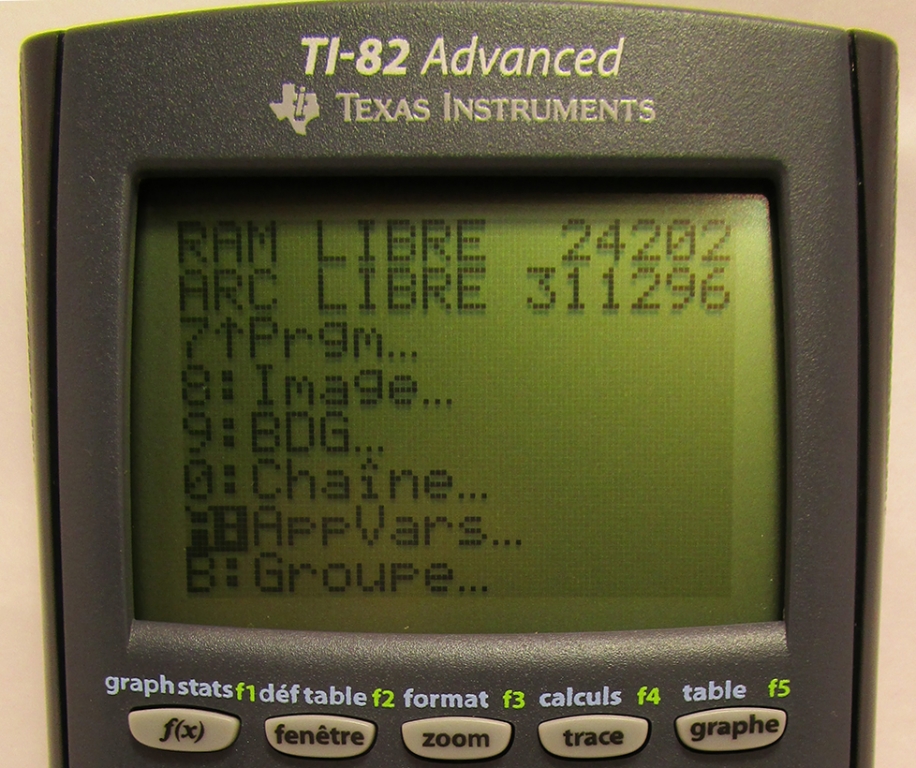 TI-82 Advanced
TEXAS INSTRUMENTS
RAM LIBRE 24202
ARC LIBRE 311296
7↑Prgm...
8:Image...
9:BDG...
0:Chaîne...
AppVars...
B:Groupe...
graph stats f1 déf table f2 format f3 calculs f4 table f5
f(x) fenêtre zoom trace graphe